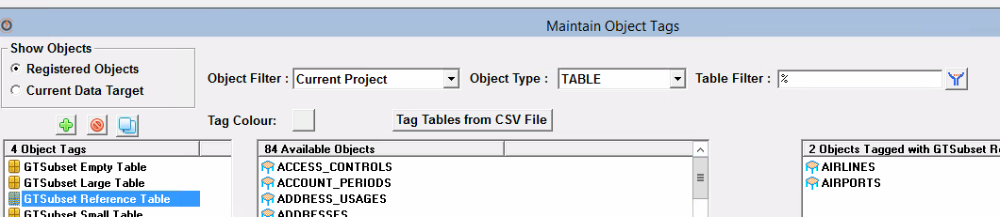 Maintain Object Tags
Show Objects
Registered Objects
Current Data Target
Object Filter : Current Project Object Type : TABLE Table Filter : %
Tag Colour: Tag Tables from CSV File
4 Object Tags
GTSubset Empty Table
GTSubset Large Table
GTSubset Reference Table
GTSubset Small Table
84 Available Objects
ACCESS_CONTROLS
ACCOUNT_PERIODS
ADDRESS_USAGES
ADDRESSES
2 Objects Tagged with GTSubset R
AIRLINES
AIRPORTS